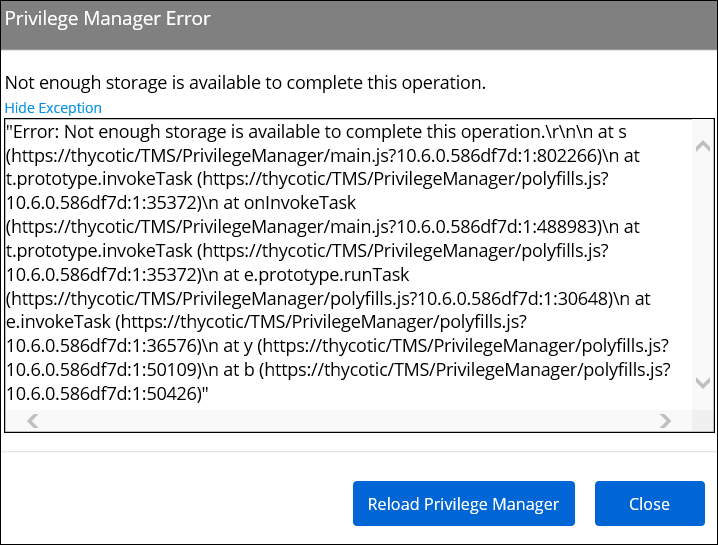 Privilege Manager Error
Not enough storage is available to complete this operation.
Hide Exception
"Error: Not enough storage is available to complete this operation.\r\n\n at s
(https://thycotic/TMS/PrivilegeManager/main.js?10.6.0.586df7d:1:802266)\n at
t.prototype.invokeTask (https://thycotic/TMS/PrivilegeManager/polyfills.js?
10.6.0.586df7d:1:35372)\n at onInvokeTask
(https://thycotic/TMS/PrivilegeManager/main.js?10.6.0.586df7d:1:488983)\n at
t.prototype.invokeTask (https://thycotic/TMS/PrivilegeManager/polyfills.js?
10.6.0.586df7d:1:35372)\n at e.prototype.runTask
(https://thycotic/TMS/PrivilegeManager/polyfills.js?10.6.0.586df7d:1:30648)\n at
e.invokeTask (https://thycotic/TMS/PrivilegeManager/polyfills.js?
10.6.0.586df7d:1:36576)\n at y (https://thycotic/TMS/PrivilegeManager/polyfills.js?
10.6.0.586df7d:1:50109)\n at b (https://thycotic/TMS/PrivilegeManager/polyfills.js?
10.6.0.586df7d:1:50426)"
Reload Privilege Manager
Close